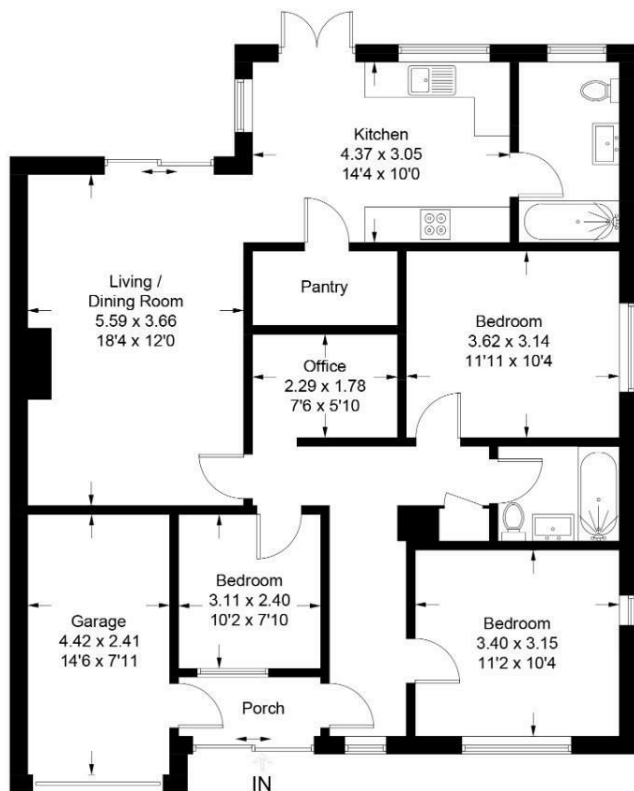 Kitchen
4.37 x 3.05
14'4 x 10'0
Living /
Dining Room
5.59 x 3.66
18'4 x 12'0
Pantry
Bedroom
3.62 x 3.14
11'11 x 10'4
Office
2.29 x 1.78
7'6 x 5'10
Bedroom
3.11 x 2.40
10'2 x 7'10
Garage
4.42 x 2.41
14'6 x 7'11
Bedroom
3.40 x 3.15
11'2 x 10'4
Porch
IN